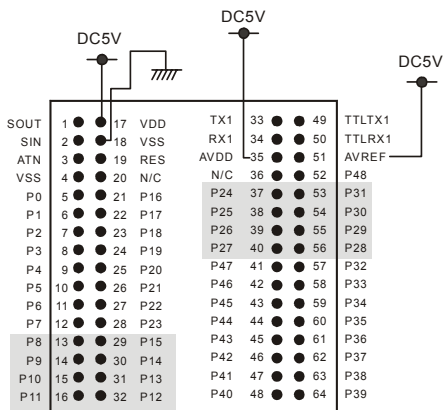 DC5V
DC5V
DC5V
SOUT 1 17 VDD TX1 33 49 TTLTX1
SIN 2 18 VSS RX1 34 50 TTLRX1
ATN 3 19 RES AVDD 35 51 AVREF
VSS 4 20 N/C N/C 36 52 P48
P0 5 21 P16 P24 37 53 P31
P1 6 22 P17 P25 38 54 P30
P2 7 23 P18 P26 39 55 P29
P3 8 24 P19 P27 40 56 P28
P4 9 25 P20 P47 41 57 P32
P5 10 26 P21 P46 42 58 P33
P6 11 27 P22 P45 43 59 P34
P7 12 28 P23 P44 44 60 P35
P8 13 29 P15 P43 45 61 P36
P9 14 30 P14 P42 46 62 P37
P10 15 31 P13 P41 47 63 P38
P11 16 32 P12 P40 48 64 P39